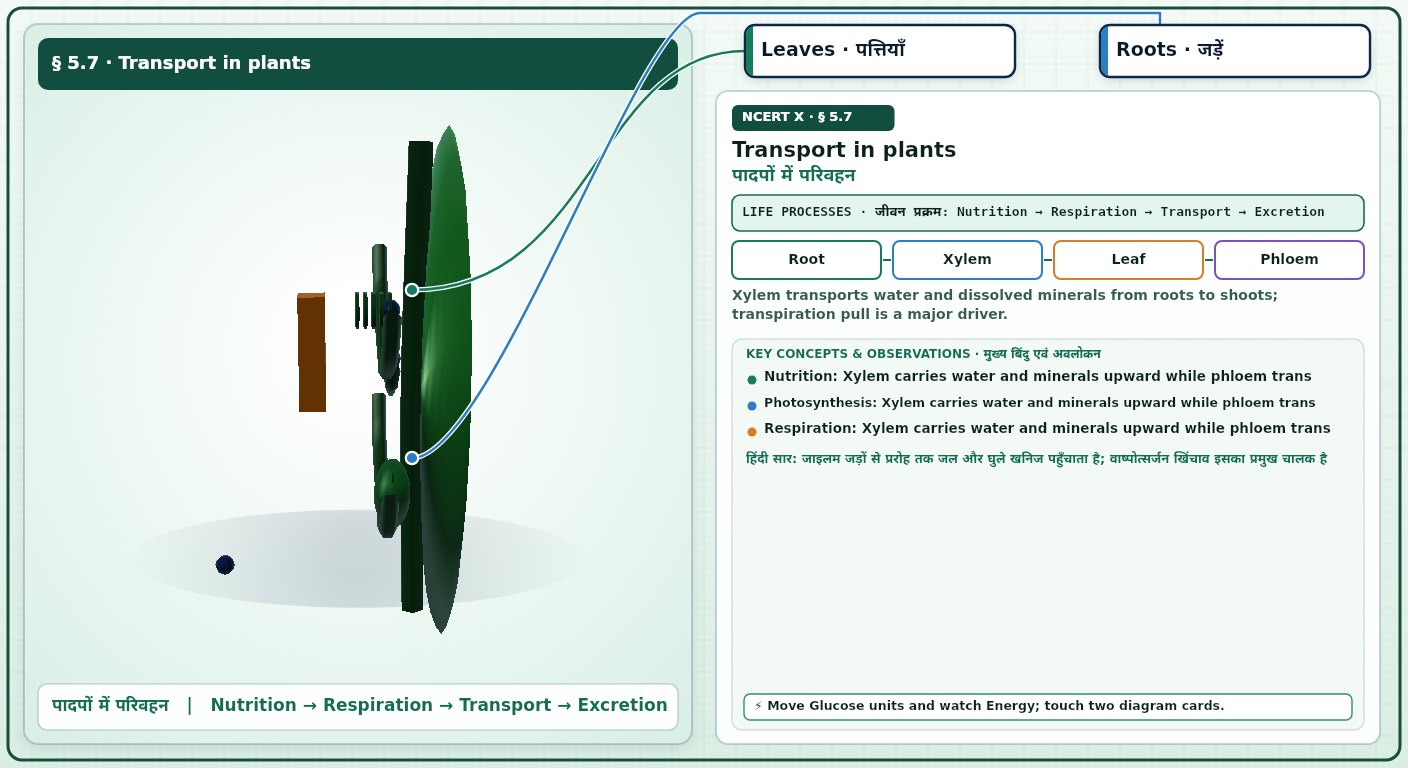 § 5.7 · Transport in plants
Leaves · पत्तियाँ
Roots · जड़ें
NCERT X · § 5.7
Transport in plants
पादपों में परिवहन
LIFE PROCESSES · जीवन प्रक्रम: Nutrition → Respiration → Transport → Excretion
Root
Xylem
Leaf
Phloem
Xylem transports water and dissolved minerals from roots to shoots;
transpiration pull is a major driver.
KEY CONCEPTS & OBSERVATIONS · मुख्य बिंदु एवं अवलोकन
Nutrition: Xylem carries water and minerals upward while phloem trans
Photosynthesis: Xylem carries water and minerals upward while phloem trans
Respiration: Xylem carries water and minerals upward while phloem trans
हिंदी सार: जाइलम जड़ों से प्ररोह तक जल और घुले खनिज पहुँचाता है; वाष्पोत्सर्जन खिंचाव इसका प्रमुख चालक है
⚡ Move Glucose units and watch Energy; touch two diagram cards.
पादपों में परिवहन | Nutrition → Respiration → Transport → Excretion